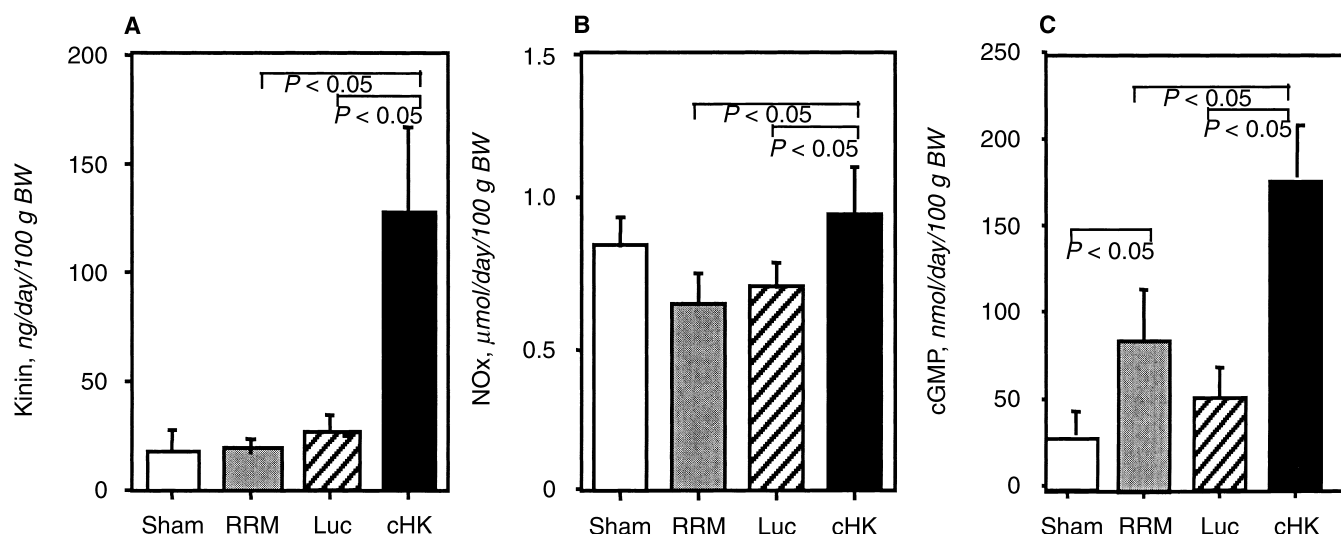 A
Kinin, ng/day/100 g BW
200
150
100
50
0
P < 0.05
P < 0.05
Sham RRM Luc cHK
B
NOx, μmol/day/100 g BW
1.5
1.0
0.5
0
P < 0.05
P < 0.05
Sham RRM Luc cHK
C
cGMP, nmol/day/100 g BW
250
200
150
100
50
0
P < 0.05
P < 0.05
P < 0.05
Sham RRM Luc cHK